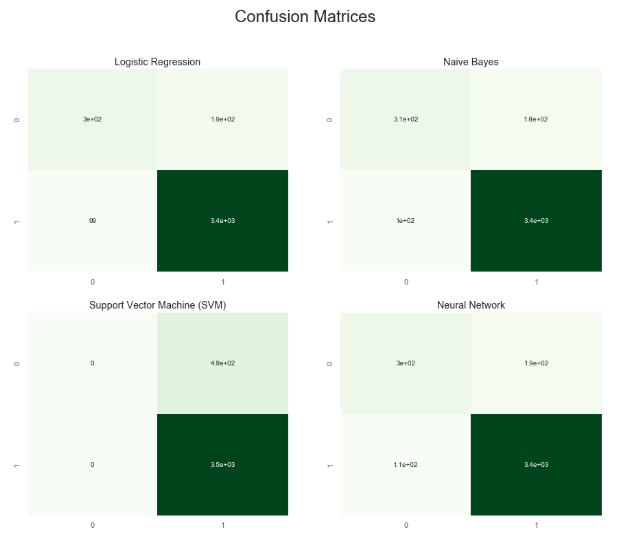 Confusion Matrices
Logistic Regression
0
3e+02
1.9e+02
1
99
3.4e+03
0 1
Naive Bayes
0
3.1e+02
1.8e+02
1
1e+02
3.4e+03
0 1
Support Vector Machine (SVM)
0
0
4.9e+02
1
0
3.5e+03
0 1
Neural Network
0
3e+02
1.9e+02
1
1.1e+02
3.4e+03
0 1